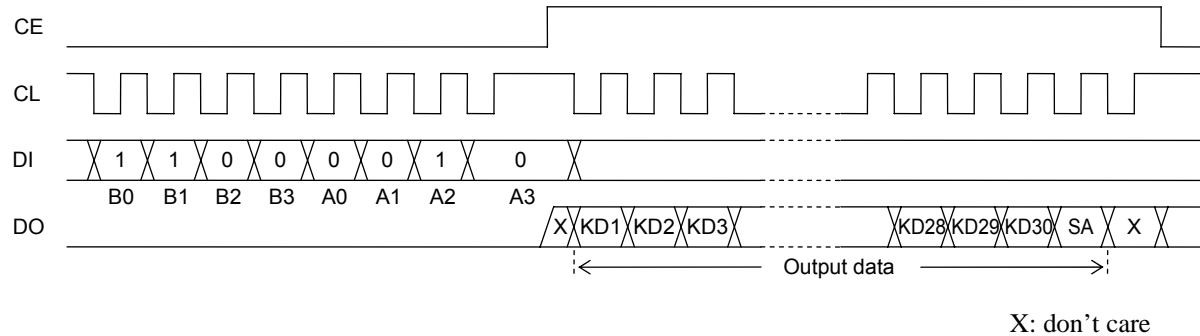 CE
CL
DI 1 1 0 0 0 0 1 0
B0 B1 B2 B3 A0 A1 A2 A3
DO X KD1 KD2 KD3 KD28 KD29 KD30 SA X
Output data
X: don't care